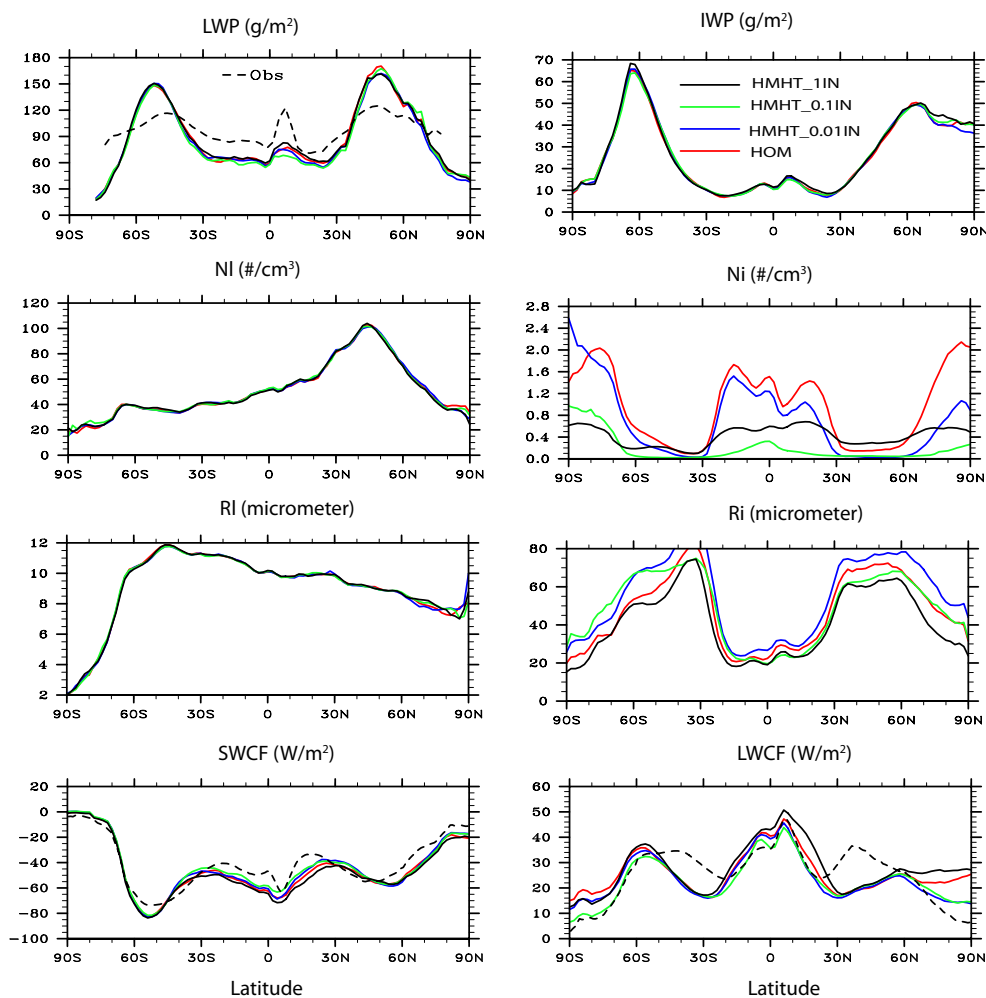 LWP (g/m²)
IWP (g/m²)
180
150
120
90
60
30
0
Obs
90S 60S 30S 0 30N 60N 90N
70
60
50
40
30
20
10
0
HMHT_1IN
HMHT_0.1IN
HMHT_0.01IN
HOM
90S 60S 30S 0 30N 60N 90N
Nl (#/cm³)
Ni (#/cm³)
120
100
80
60
40
20
0
90S 60S 30S 0 30N 60N 90N
2.8
2.4
2.0
1.6
1.2
0.8
0.4
0.0
90S 60S 30S 0 30N 60N 90N
Rl (micrometer)
Ri (micrometer)
12
10
8
6
4
2
90S 60S 30S 0 30N 60N 90N
80
60
40
20
0
90S 60S 30S 0 30N 60N 90N
SWCF (W/m²)
LWCF (W/m²)
20
0
-20
-40
-60
-80
-100
90S 60S 30S 0 30N 60N 90N
60
50
40
30
20
10
0
90S 60S 30S 0 30N 60N 90N
Latitude
Latitude